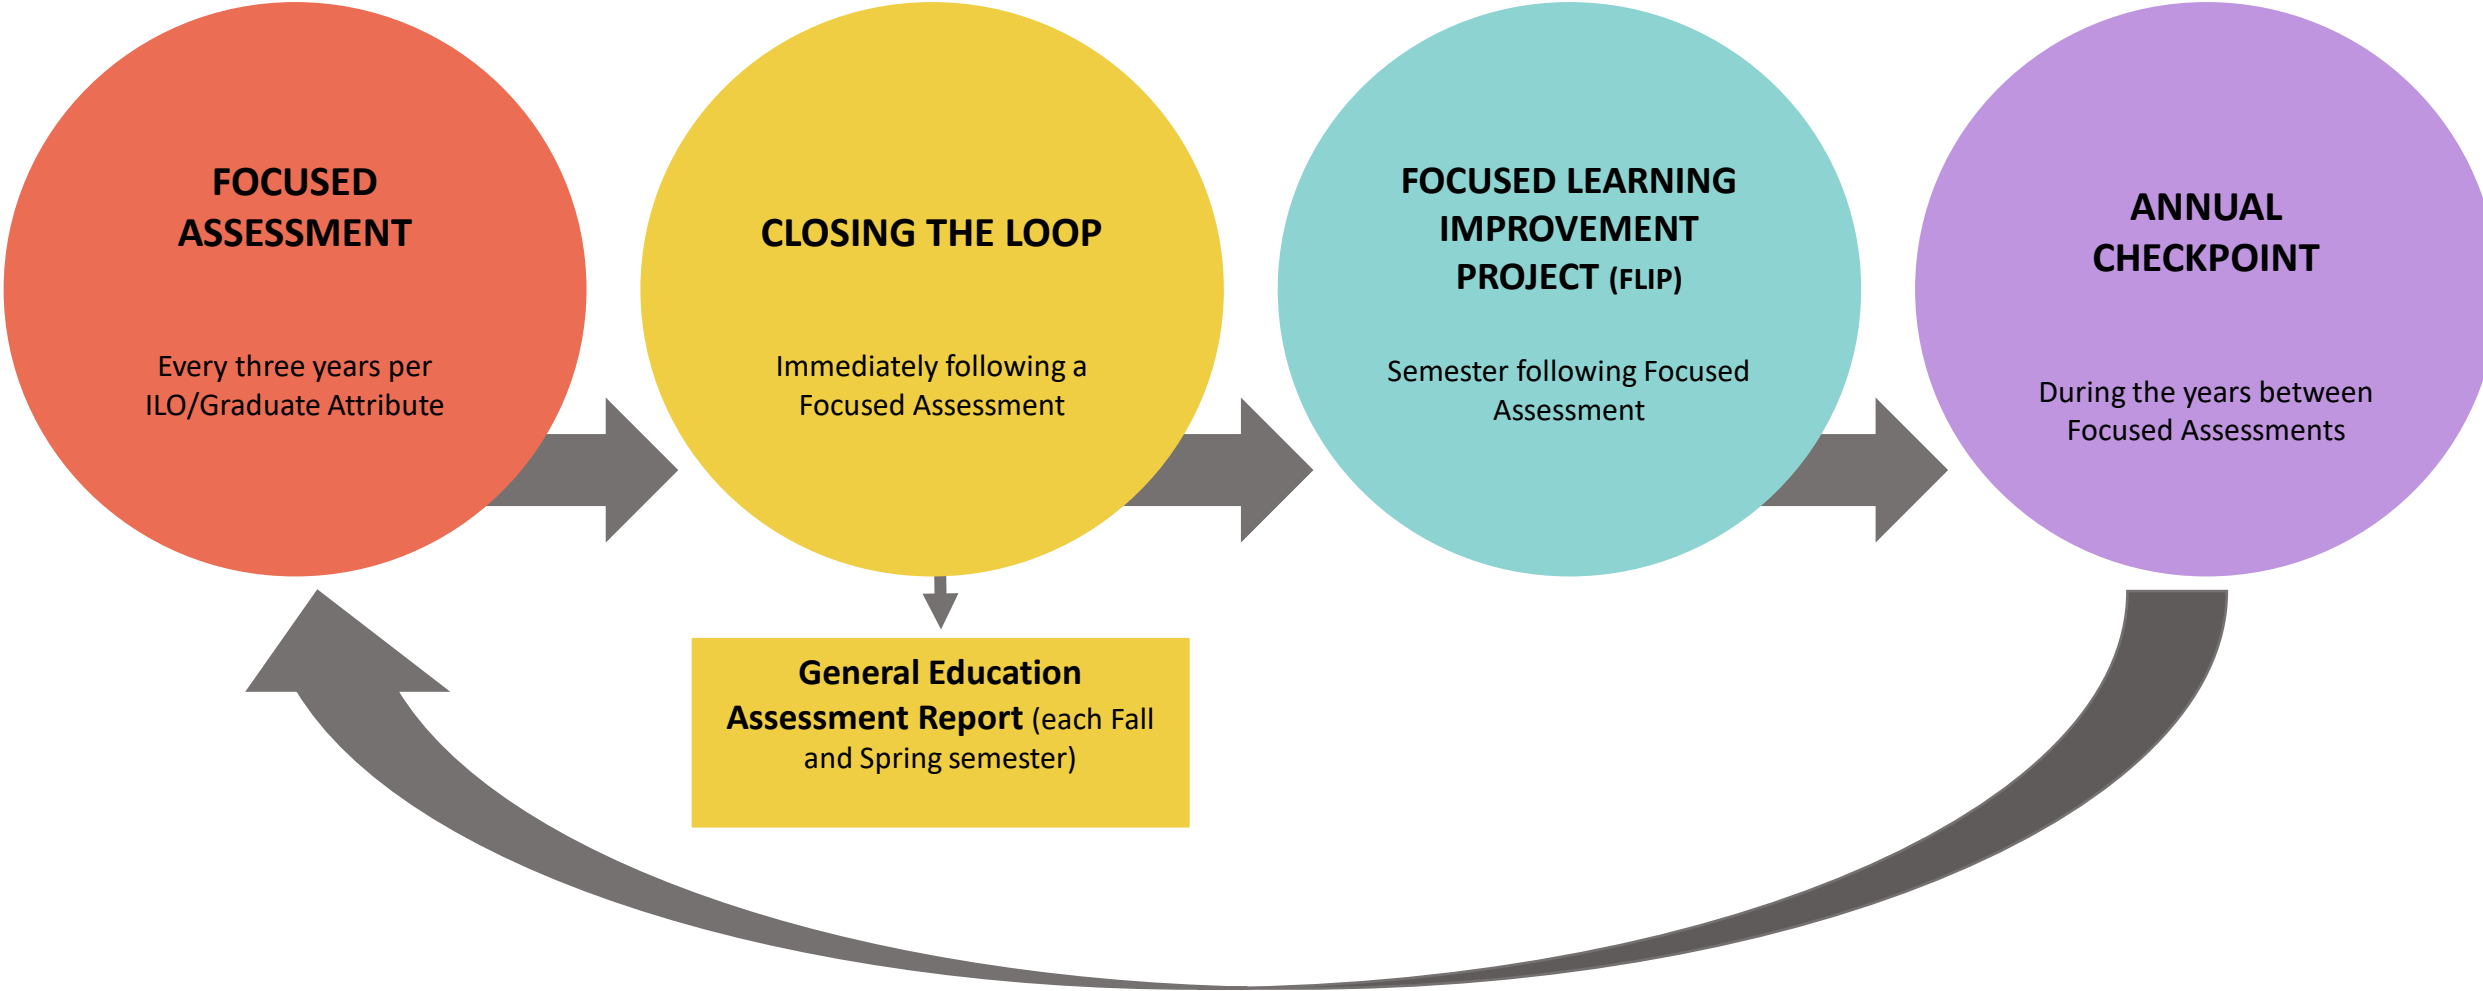 FOCUSED
ASSESSMENT
Every three years per
ILO/Graduate Attribute
CLOSING THE LOOP
Immediately following a
Focused Assessment
General Education
Assessment Report (each Fall
and Spring semester)
FOCUSED LEARNING
IMPROVEMENT
PROJECT (FLIP)
Semester following Focused
Assessment
ANNUAL
CHECKPOINT
During the years between
Focused Assessments